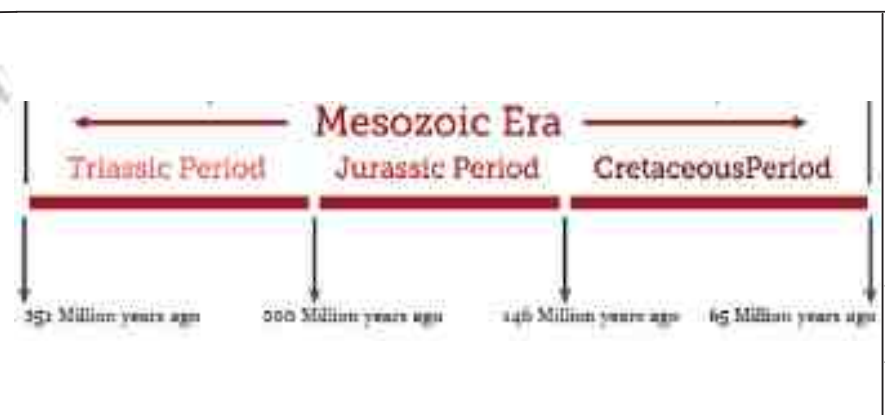 Mesozoic Era
Triassic Period Jurassic Period CretaceousPeriod
251 Million years ago 200 Million years ago 146 Million years ago 65 Million years ago